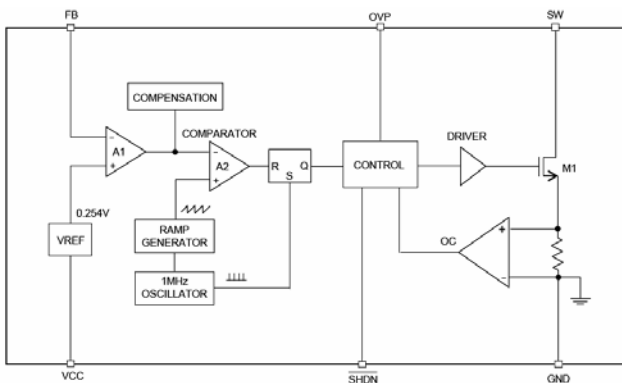 FB
OVP
SW
COMPENSATION
COMPARATOR
DRIVER
-
A1
+
-
A2
+
R
Q
S
CONTROL
M1
0.254V
VREF
RAMP
GENERATOR
OC
+
-
1MHz
OSCILLATOR
VCC
SHDN
GND